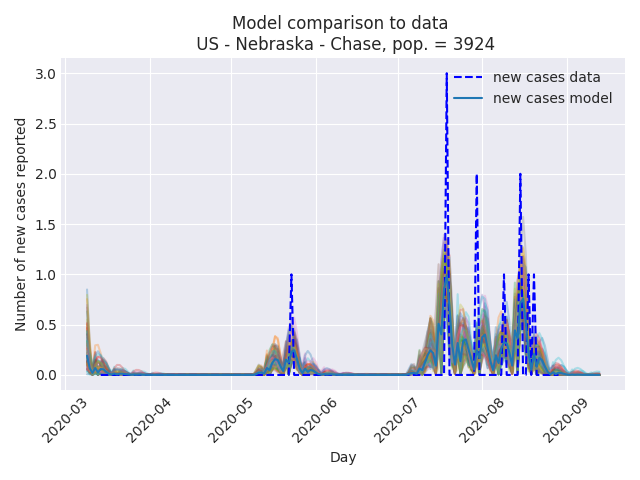 Model comparison to data
US - Nebraska - Chase, pop. = 3924
new cases data
new cases model
Number of new cases reported
3.0
2.5
2.0
1.5
1.0
0.5
0.0
2020-03
2020-04
2020-05
2020-06
2020-07
2020-08
2020-09
Day